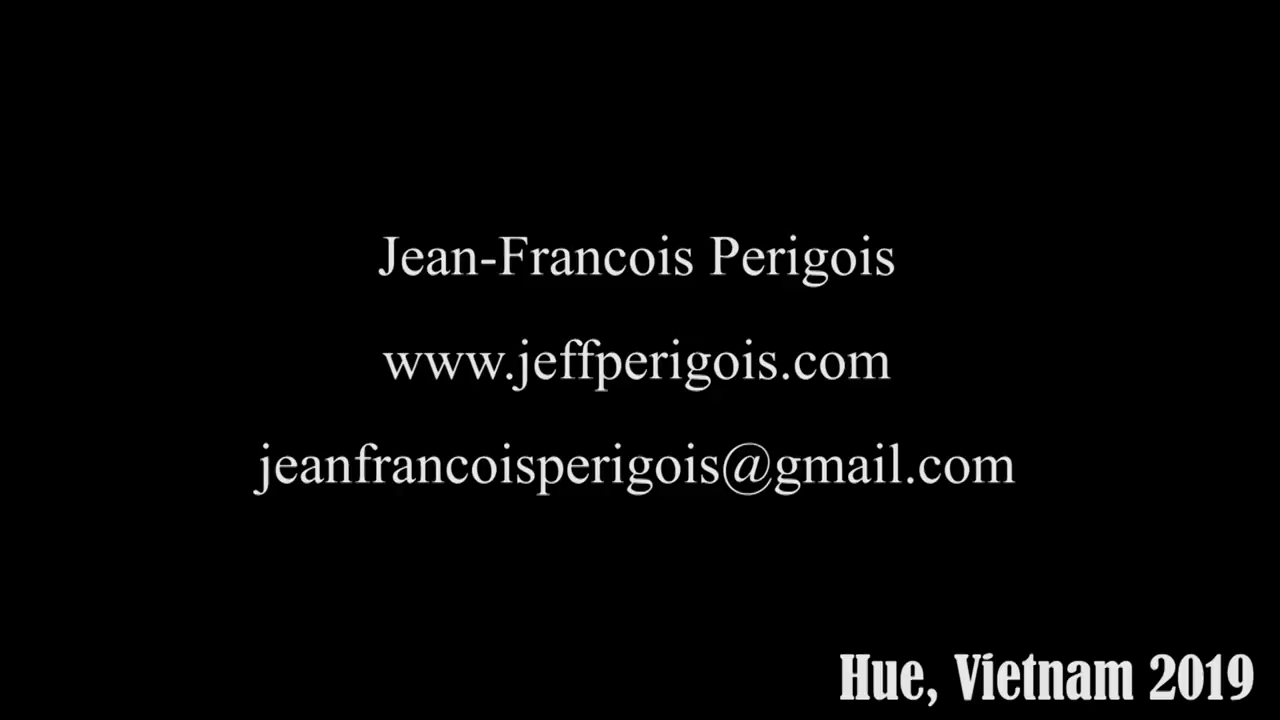 Jean-Francois Perigois
www.jeffperigois.com
jeanfrancoisperigois@gmail.com
Hue, Vietnam 2019